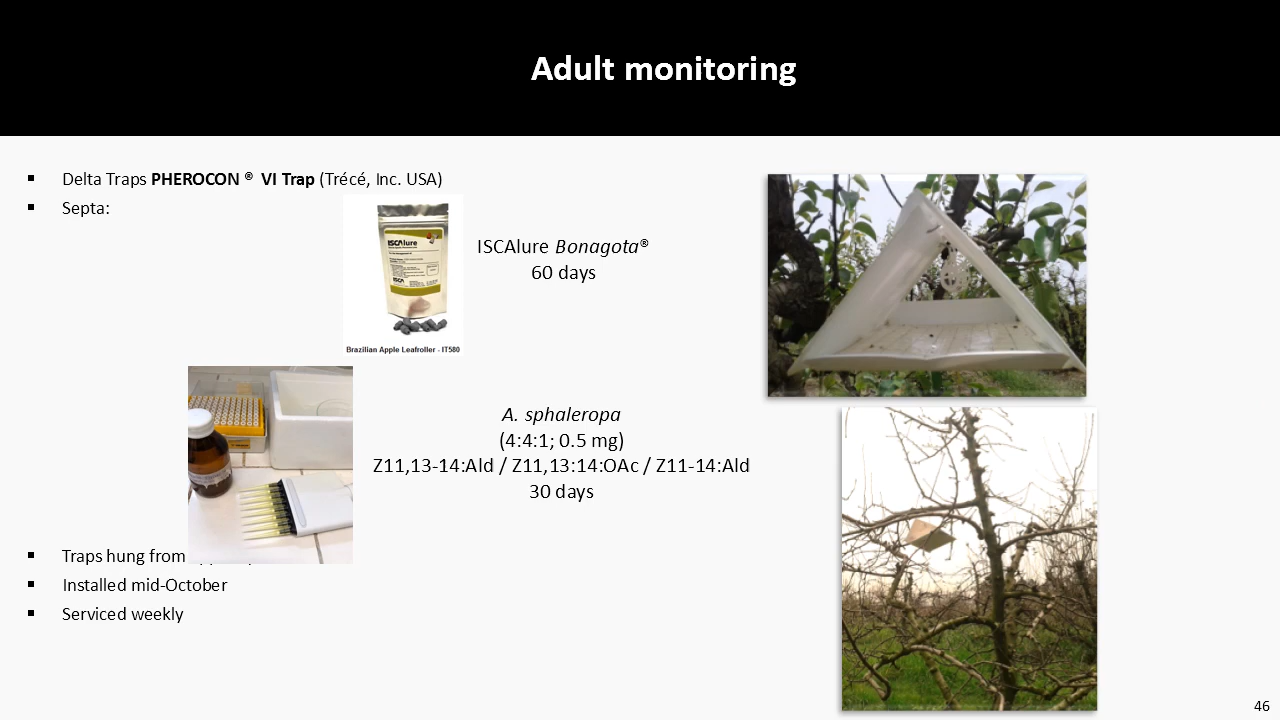 Adult monitoring
▪ Delta Traps PHEROCON ® VI Trap (Trécé, Inc. USA)
▪ Septa:
ISCAlure
ISCA
Brazilian Apple Leafroller - IT580
ISCAlure Bonagota®
60 days
A. sphaleropa
(4:4:1; 0.5 mg)
Z11,13-14:Ald / Z11,13:14:OAc / Z11-14:Ald
30 days
▪ Traps hung from
▪ Installed mid-October
▪ Serviced weekly
46